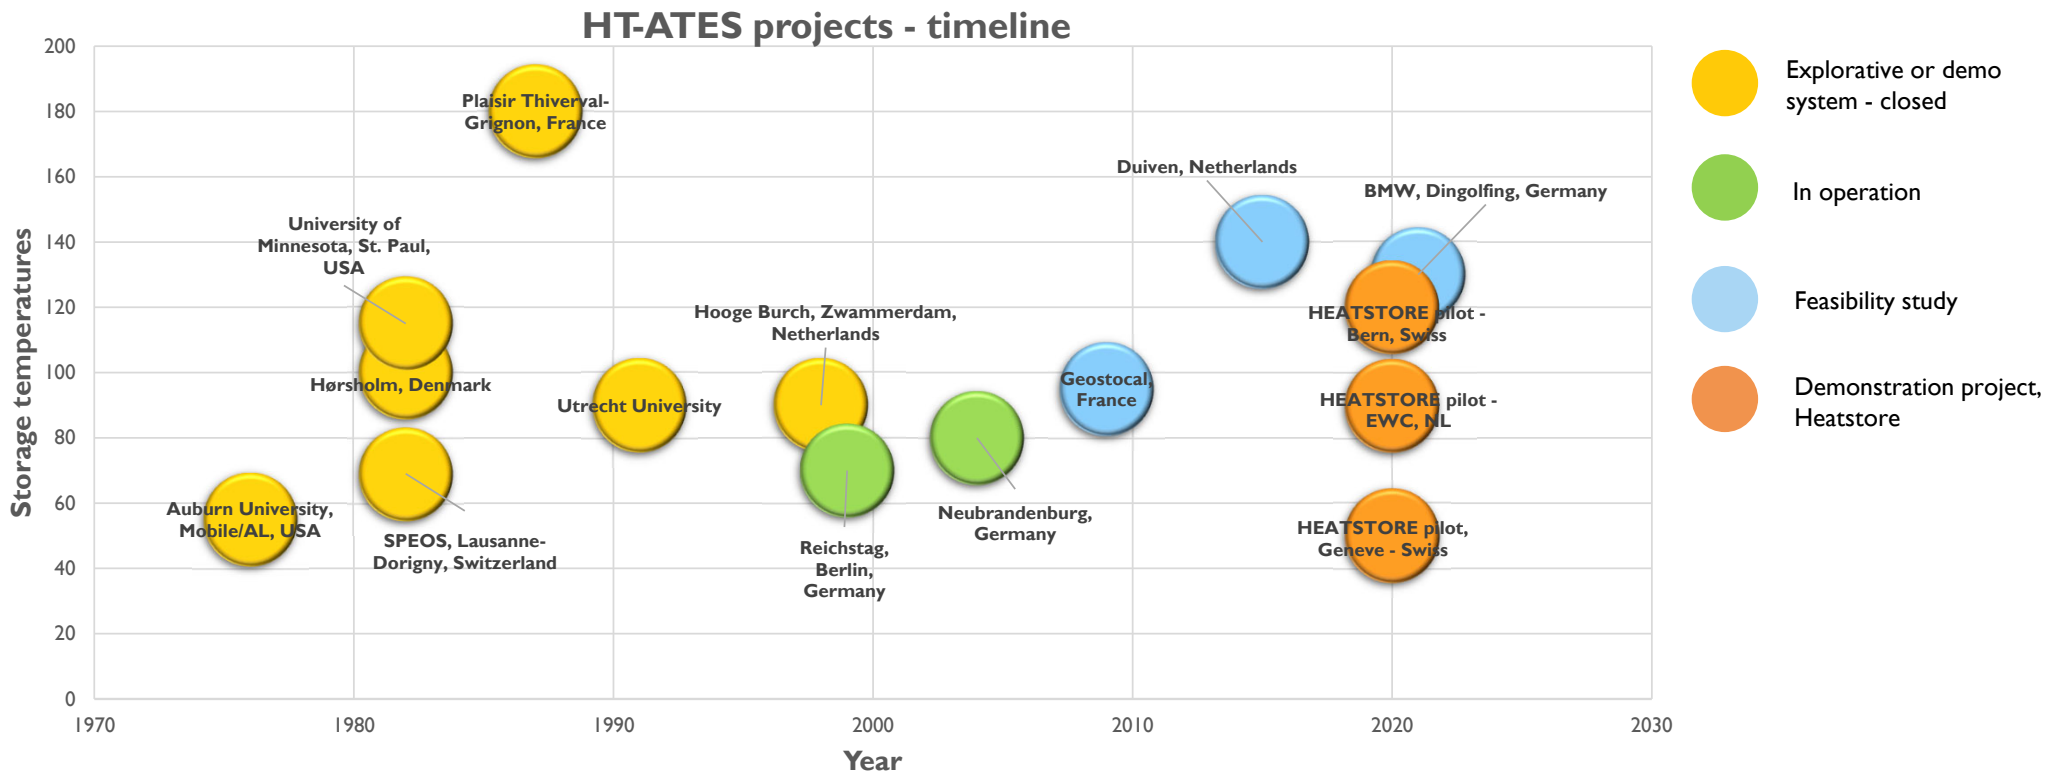 HT-ATES projects - timeline
Storage temperatures
200
180
160
140
120
100
80
60
40
20
0
1970
1980
1990
2000
2010
2020
2030
Year
Plaisir Thiverval-
Grignon, France
University of
Minnesota, St. Paul,
USA
Hørsholm, Denmark
Auburn University,
Mobile/AL, USA
SPEOS, Lausanne-
Dorigny, Switzerland
Utrecht University
Hooge Burch, Zwammerdam,
Netherlands
Reichstag,
Berlin,
Germany
Neubrandenburg,
Germany
Geostocal,
France
Duiven, Netherlands
BMW, Dingolfing, Germany
HEATSTORE pilot -
Bern, Swiss
HEATSTORE pilot -
EWC, NL
HEATSTORE pilot,
Geneve - Swiss
Explorative or demo
system - closed
In operation
Feasibility study
Demonstration project,
Heatstore